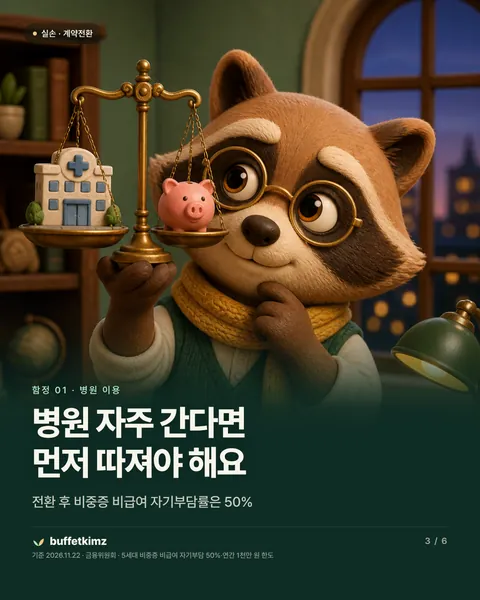 실손 · 계약전환
함정 01 · 병원 이용
병원 자주 간다면
먼저 따져야 해요
전환 후 비중증 비급여 자기부담률은 50%
buffetkimz
3 / 6
기준 2026.11.22 · 금융위원회 · 5세대 비중증 비급여 자기부담 50%·연간 1천만 원 한도